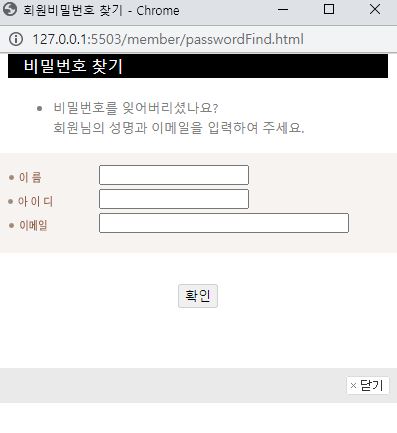 회원비밀번호 찾기 - Chrome
127.0.0.1:5503/member/passwordFind.html
비밀번호 찾기
비밀번호를 잊어버리셨나요?
회원님의 성명과 이메일을 입력하여 주세요.
이 름
아 이 디
이메일
확인
× 닫기